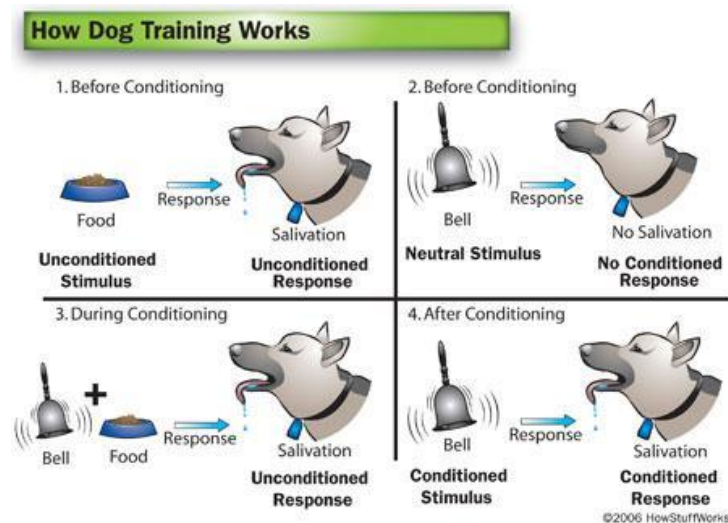 How Dog Training Works
1. Before Conditioning
Food
Response
Salivation
Unconditioned
Stimulus
Unconditioned
Response
2. Before Conditioning
Bell
Response
No Salivation
Neutral Stimulus
No Conditioned
Response
3. During Conditioning
+
Bell
Food
Response
Salivation
Unconditioned
Response
4. After Conditioning
Bell
Response
Salivation
Conditioned
Stimulus
Conditioned
Response
©2006 HowStuffWorks